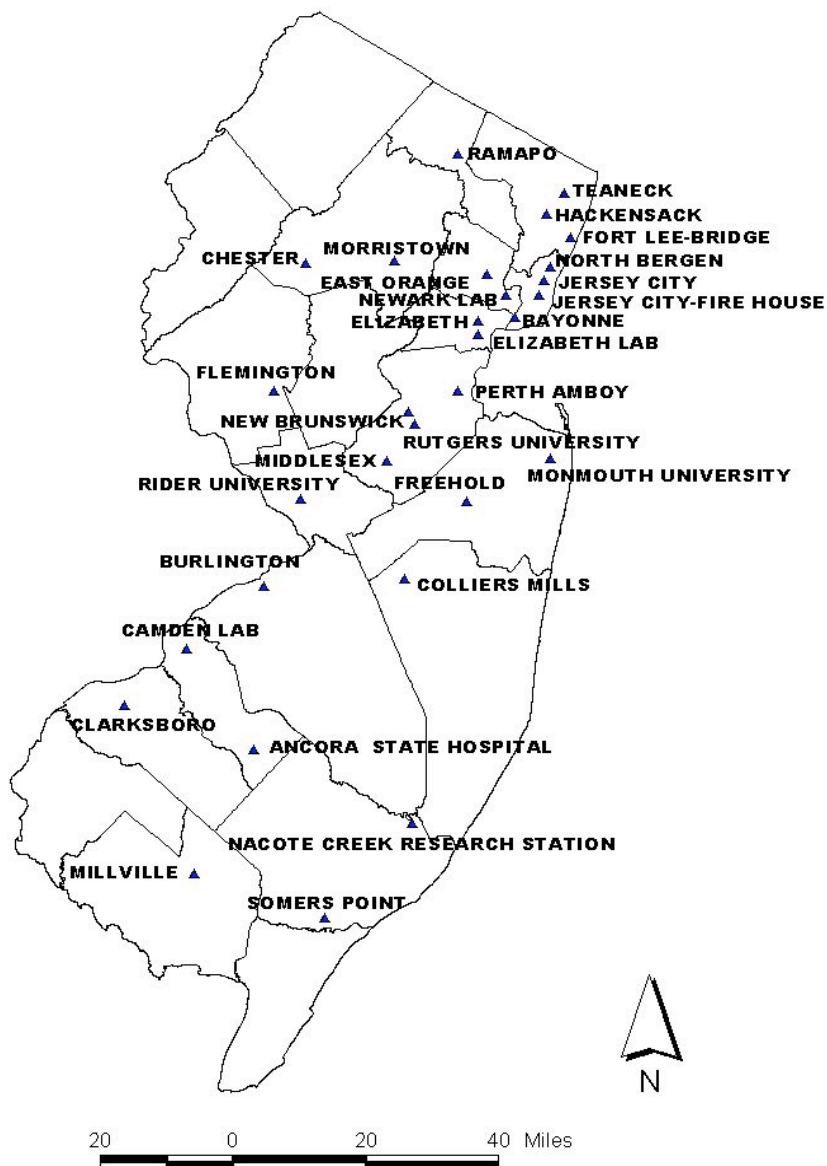 RAMAPO
TEANECK
HACKENSACK
FORT LEE-BRIDGE
MORRISTOWN
CHESTER
NORTH BERGEN
EAST ORANGE
JERSEY CITY
NEWARK LAB
JERSEY CITY-FIRE HOUSE
ELIZABETH
BAYONNE
ELIZABETH LAB
FLEMINGTON
PERTH AMBOY
NEW BRUNSWICK
RUTGERS UNIVERSITY
MIDDLESEX
MONMOUTH UNIVERSITY
RIDER UNIVERSITY
FREEHOLD
BURLINGTON
COLLIERS MILLS
CAMDEN LAB
CLARKSBORO
ANCORA STATE HOSPITAL
NACOTE CREEK RESEARCH STATION
MILLVILLE
SOMERS POINT
N
20 0 20 40 Miles